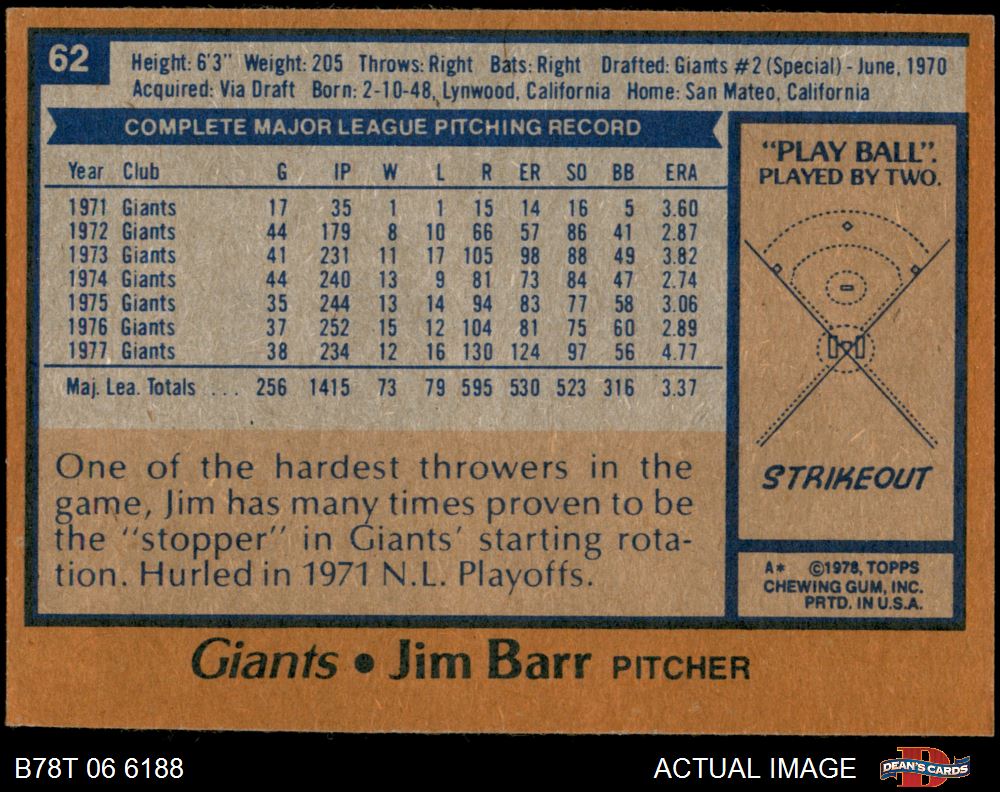 62
Height: 6'3" Weight: 205 Throws: Right Bats: Right Drafted: Giants #2 (Special) - June, 1970
Acquired: Via Draft Born: 2-10-48, Lynwood, California Home: San Mateo, California
COMPLETE MAJOR LEAGUE PITCHING RECORD
Year Club G IP W L R ER SO BB ERA
1971 Giants 17 35 1 1 15 14 16 5 3.60
1972 Giants 44 179 8 10 66 57 86 41 2.87
1973 Giants 41 231 11 17 105 98 88 49 3.82
1974 Giants 44 240 13 9 81 73 84 47 2.74
1975 Giants 35 244 13 14 94 83 77 58 3.06
1976 Giants 37 252 15 12 104 81 75 60 2.89
1977 Giants 38 234 12 16 130 124 97 56 4.77
Maj. Lea. Totals ... 256 1415 73 79 595 530 523 316 3.37
One of the hardest throwers in the
game, Jim has many times proven to be
the "stopper" in Giants' starting rota-
tion. Hurled in 1971 N.L. Playoffs.
"PLAY BALL".
PLAYED BY TWO.
STRIKEOUT
A* ©1978, TOPPS
CHEWING GUM, INC.
PRTD. IN U.S.A.
Giants • Jim Barr PITCHER
B78T 06 6188
ACTUAL IMAGE
D
DEAN'S CARDS